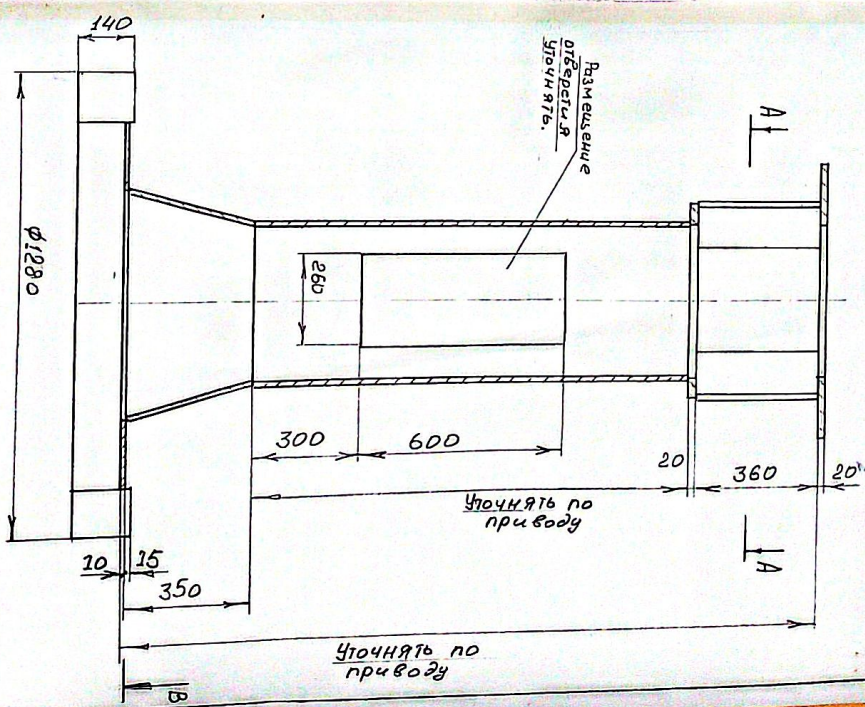 140
Размещение
отверстия
уточнять.
А
ф1280
260
300
600
20
360
20
Уточнять по
приводу
А
10
15
350
Уточнять по
приводу
В